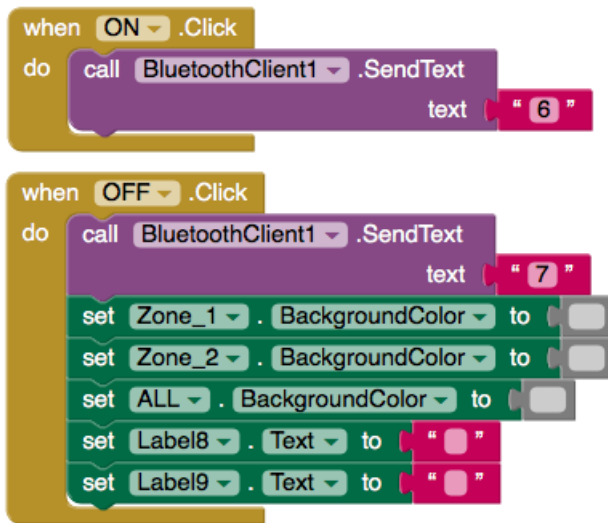 when ON .Click
do call BluetoothClient1 .SendText
text “ 6 ”
when OFF .Click
do call BluetoothClient1 .SendText
text “ 7 ”
set Zone_1 . BackgroundColor to
set Zone_2 . BackgroundColor to
set ALL . BackgroundColor to
set Label8 . Text to “ ”
set Label9 . Text to “ ”